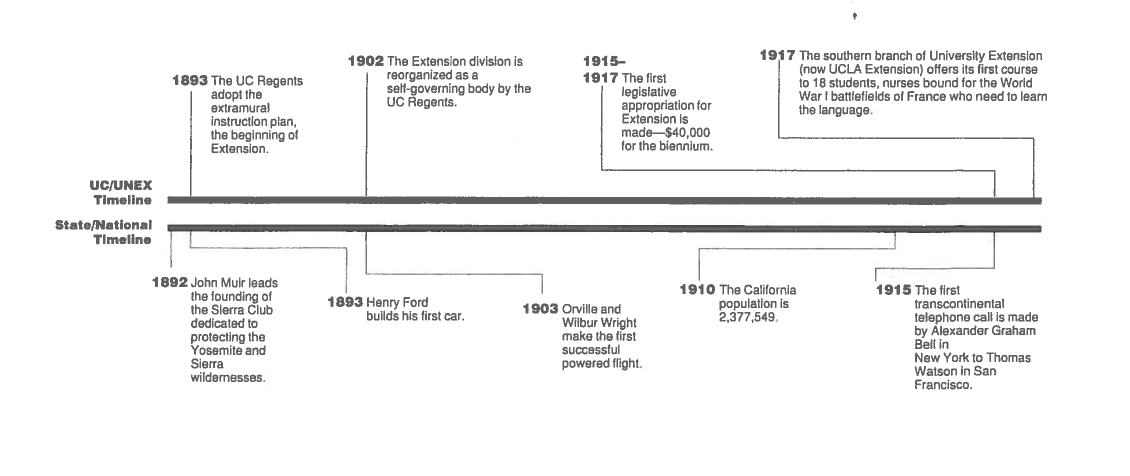 1893 The UC Regents
adopt the
extramural
instruction plan,
the beginning of
Extension.
1902 The Extension division is
reorganized as a
self-governing body by the
UC Regents.
1915–
1917 The first
legislative
appropriation for
Extension is
made—$40,000
for the biennium.
1917 The southern branch of University Extension
(now UCLA Extension) offers its first course
to 18 students, nurses bound for the World
War I battlefields of France who need to learn
the language.
UC/UNEX
Timeline
State/National
Timeline
1892 John Muir leads
the founding of
the Sierra Club
dedicated to
protecting the
Yosemite and
Sierra
wildernesses.
1893 Henry Ford
builds his first car.
1903 Orville and
Wilbur Wright
make the first
successful
powered flight.
1910 The California
population is
2,377,549.
1915 The first
transcontinental
telephone call is made
by Alexander Graham
Bell in
New York to Thomas
Watson in San
Francisco.